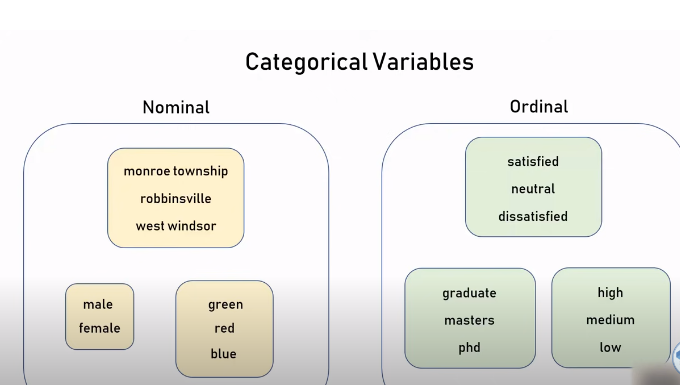 Categorical Variables
Nominal
monroe township
robbinsville
west windsor
male
female
green
red
blue
Ordinal
satisfied
neutral
dissatisfied
graduate
masters
phd
high
medium
low